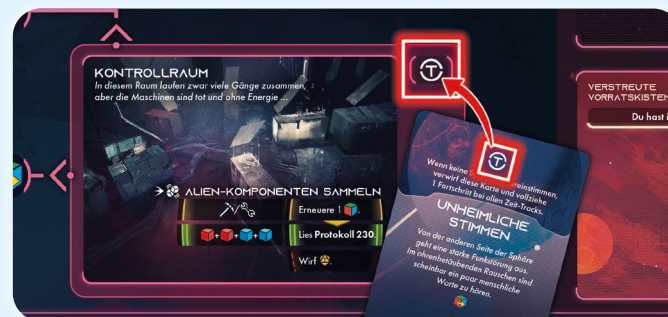 KONTROLLRAUM
In diesem Raum laufen zwar viele Gänge zusammen,
aber die Maschinen sind tot und ohne Energie ...
ALIEN-KOMPONENTEN SAMMELN
Erneuere 1 .
+ + +
Lies Protokoll 230.
Wirf .
T
T
Wenn keine S einstimmen,
verwirf diese Karte und vollziehe
1 Fortschritt bei allen Zeit-Tracks.
UNHEIMLICHE
STIMMEN
Von der anderen Seite der Sphäre
geht eine starke Funkstörung aus.
Im ohrenbetäubenden Rauschen sind
scheinbar ein paar menschliche
Worte zu hören.
VERSTREUTE
VORRATSKISTEN
Du hast i